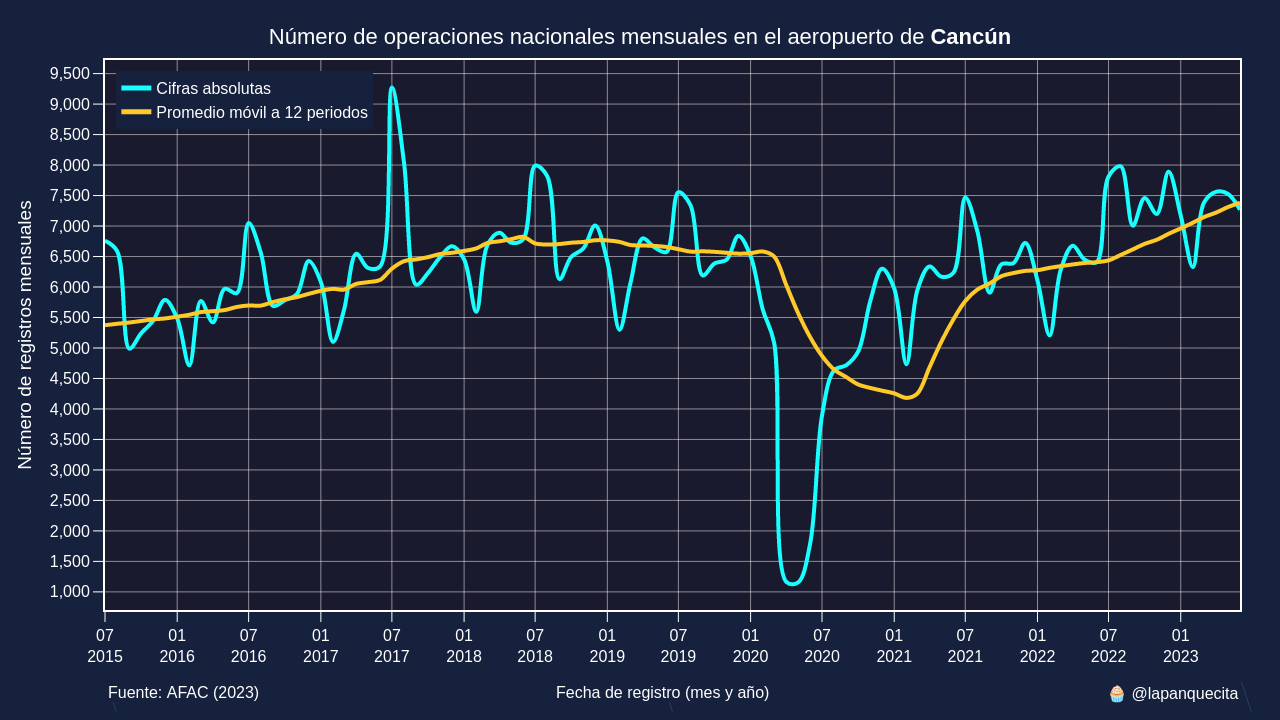 Número de operaciones nacionales mensuales en el aeropuerto de Cancún
Cifras absolutas
Promedio móvil a 12 periodos
Número de registros mensuales
9,500
9,000
8,500
8,000
7,500
7,000
6,500
6,000
5,500
5,000
4,500
4,000
3,500
3,000
2,500
2,000
1,500
1,000
07 01 07 01 07 01 07 01 07 01 07 01 07 01 07 01
2015 2016 2016 2017 2017 2018 2018 2019 2019 2020 2020 2021 2021 2022 2022 2023
Fuente: AFAC (2023)
Fecha de registro (mes y año)
🧁 @lapanquecita